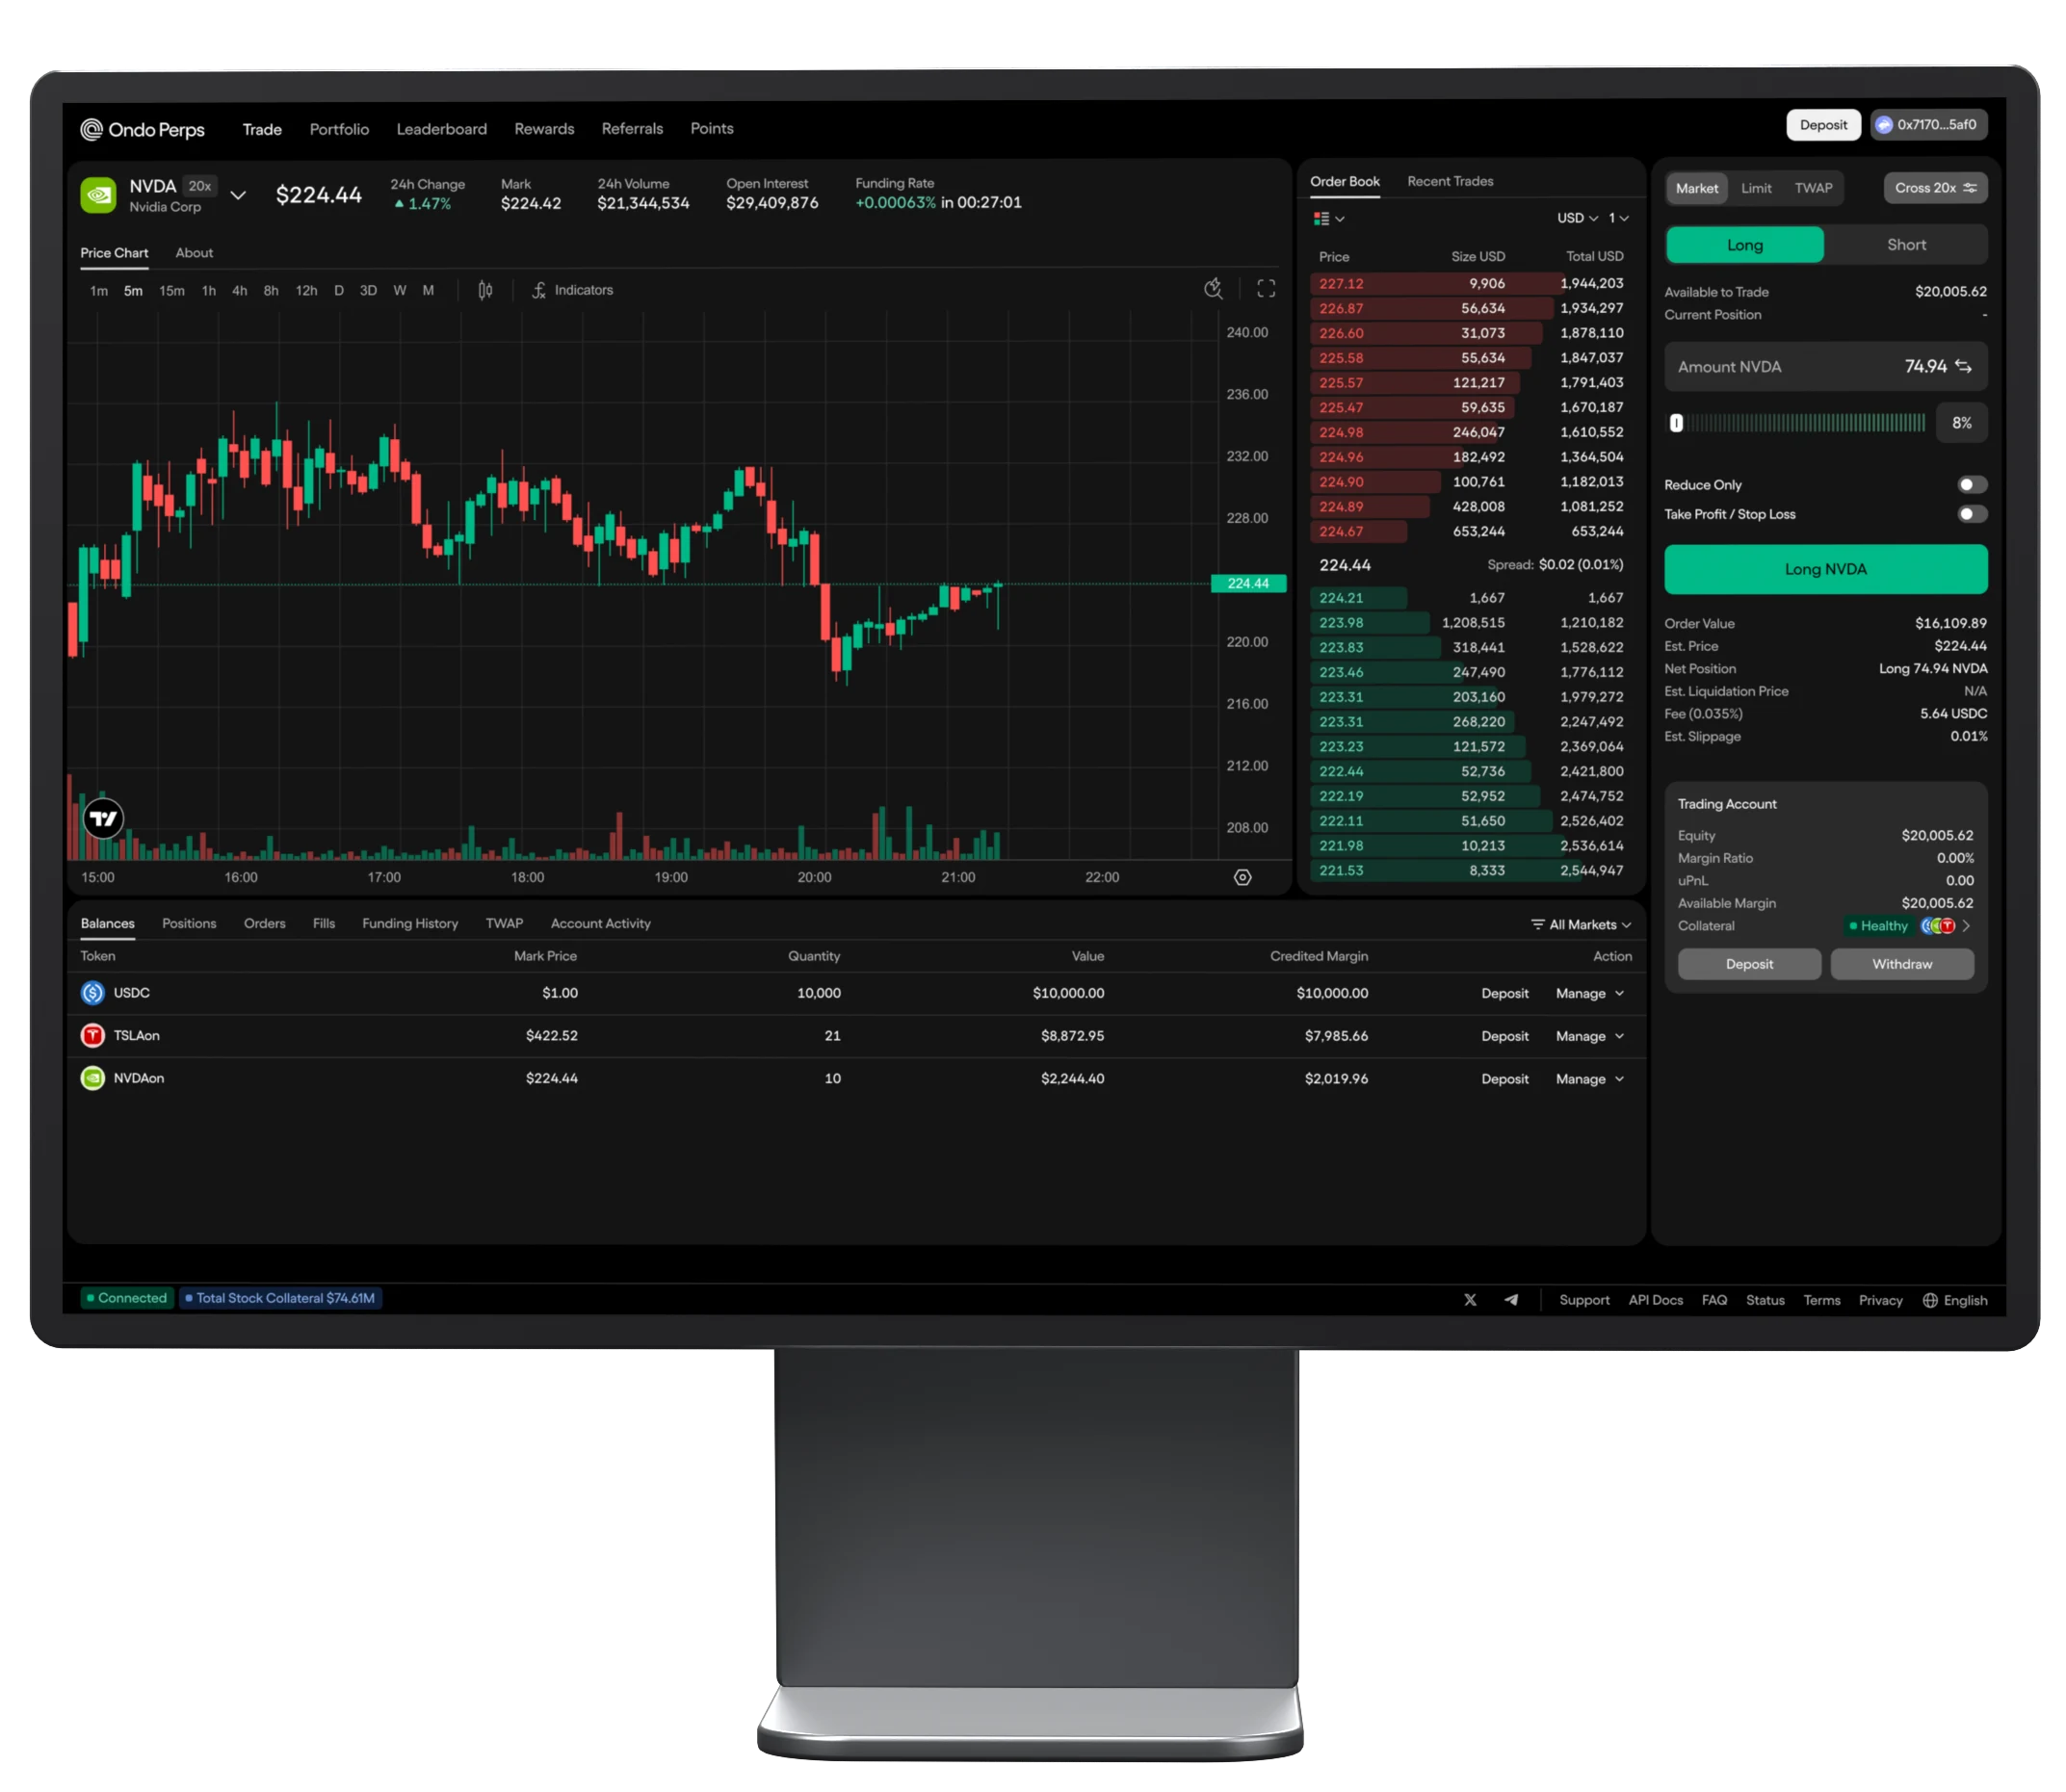 Ondo Perps Trade Portfolio Leaderboard Rewards Referrals Points Deposit 0x7170...5af0
NVDA 20x
Nvidia Corp
$224.44
24h Change
1.47%
Mark
$224.42
24h Volume
$21,344,534
Open Interest
$29,409,876
Funding Rate
+0.00063% in 00:27:01
Price Chart About
1m 5m 15m 1h 4h 8h 12h D 3D W M Indicators
240.00
236.00
232.00
228.00
224.44
220.00
216.00
212.00
208.00
15:00 16:00 17:00 18:00 19:00 20:00 21:00 22:00
Order Book Recent Trades
USD 1
Price Size USD Total USD
227.12 9,906 1,944,203
226.87 56,634 1,934,297
226.60 31,073 1,878,110
225.58 55,634 1,847,037
225.57 121,217 1,791,403
225.47 59,635 1,670,187
224.98 246,047 1,610,552
224.96 182,492 1,364,504
224.90 100,761 1,182,013
224.89 428,008 1,081,252
224.67 653,244 653,244
224.44 Spread: $0.02 (0.01%)
224.21 1,667 1,667
223.98 1,208,515 1,210,182
223.83 318,441 1,528,622
223.46 247,490 1,776,112
223.31 203,160 1,979,272
223.31 268,220 2,247,492
223.23 121,572 2,369,064
222.44 52,736 2,421,800
222.19 52,952 2,474,752
222.11 51,650 2,526,402
221.98 10,213 2,536,614
221.53 8,333 2,544,947
Market Limit TWAP Cross 20x
Long Short
Available to Trade $20,005.62
Current Position -
Amount NVDA 74.94
8%
Reduce Only
Take Profit / Stop Loss
Long NVDA
Order Value $16,109.89
Est. Price $224.44
Net Position Long 74.94 NVDA
Est. Liquidation Price N/A
Fee (0.035%) 5.64 USDC
Est. Slippage 0.01%
Trading Account
Equity $20,005.62
Margin Ratio 0.00%
uPnL 0.00
Available Margin $20,005.62
Collateral Healthy
Deposit Withdraw
Balances Positions Orders Fills Funding History TWAP Account Activity All Markets
Token Mark Price Quantity Value Credited Margin Action
USDC $1.00 10,000 $10,000.00 $10,000.00 Deposit Manage
TSLAon $422.52 21 $8,872.95 $7,985.66 Deposit Manage
NVDAon $224.44 10 $2,244.40 $2,019.96 Deposit Manage
Connected Total Stock Collateral $74.61M Support API Docs FAQ Status Terms Privacy English